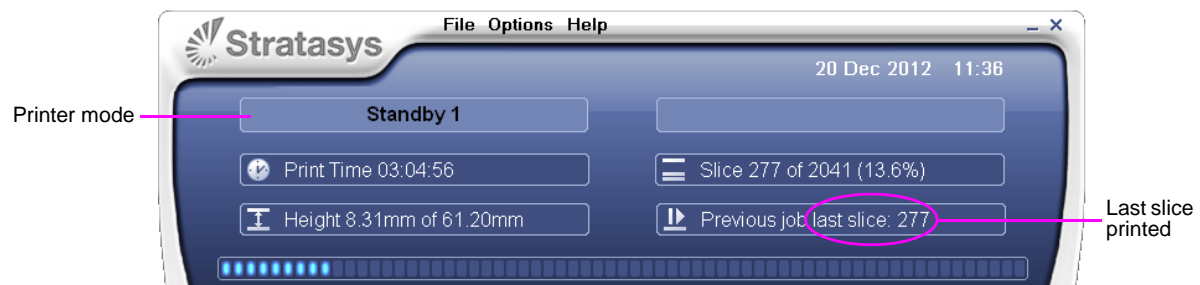 Stratasys
File Options Help
20 Dec 2012 11:36
Printer mode
Standby 1
Print Time 03:04:56
Slice 277 of 2041 (13.6%)
Height 8.31mm of 61.20mm
Previous job last slice: 277
Last slice
printed